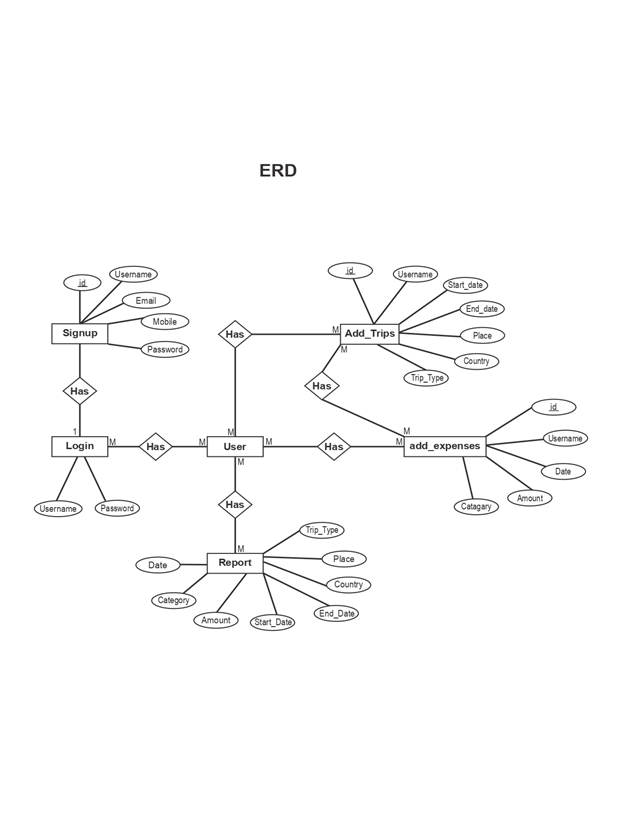 ERD
id
Username
Email
Mobile
Password
Signup
Has
1
Login
M
Username
Password
Has
M
User
M
M
M
Has
M
Add_Trips
M
id
Username
Start_date
End_date
Place
Country
Trip_Type
Has
M
Has
M
add_expenses
id
Username
Date
Amount
Catagary
Has
M
Report
Trip_Type
Place
Country
End_Date
Start_Date
Amount
Category
Date